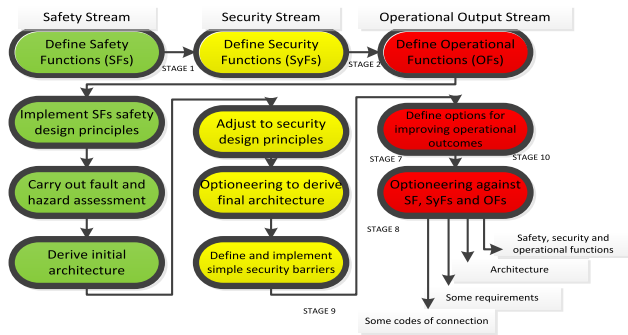 Safety Stream
Security Stream
Operational Output Stream
Define Safety
Functions (SFs)
STAGE 1
Define Security
Functions (SyFs)
STAGE 2
Define Operational
Functions (OFs)
Implement SFs safety
design principles
Carry out fault and
hazard assessment
Derive initial
architecture
Adjust to security
design principles
Optioneering to derive
final architecture
Define and implement
simple security barriers
STAGE 9
Define options for
improving operational
outcomes
STAGE 7
STAGE 10
Optioneering against
SF, SyFs and OFs
STAGE 8
Safety, security and
operational functions
Architecture
Some requirements
Some codes of connection